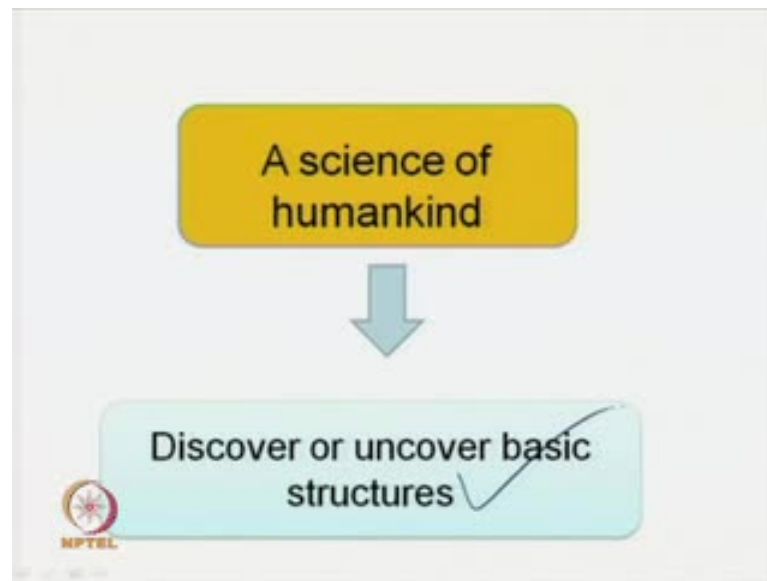 A science of
humankind
Discover or uncover basic
structures
NPTEL